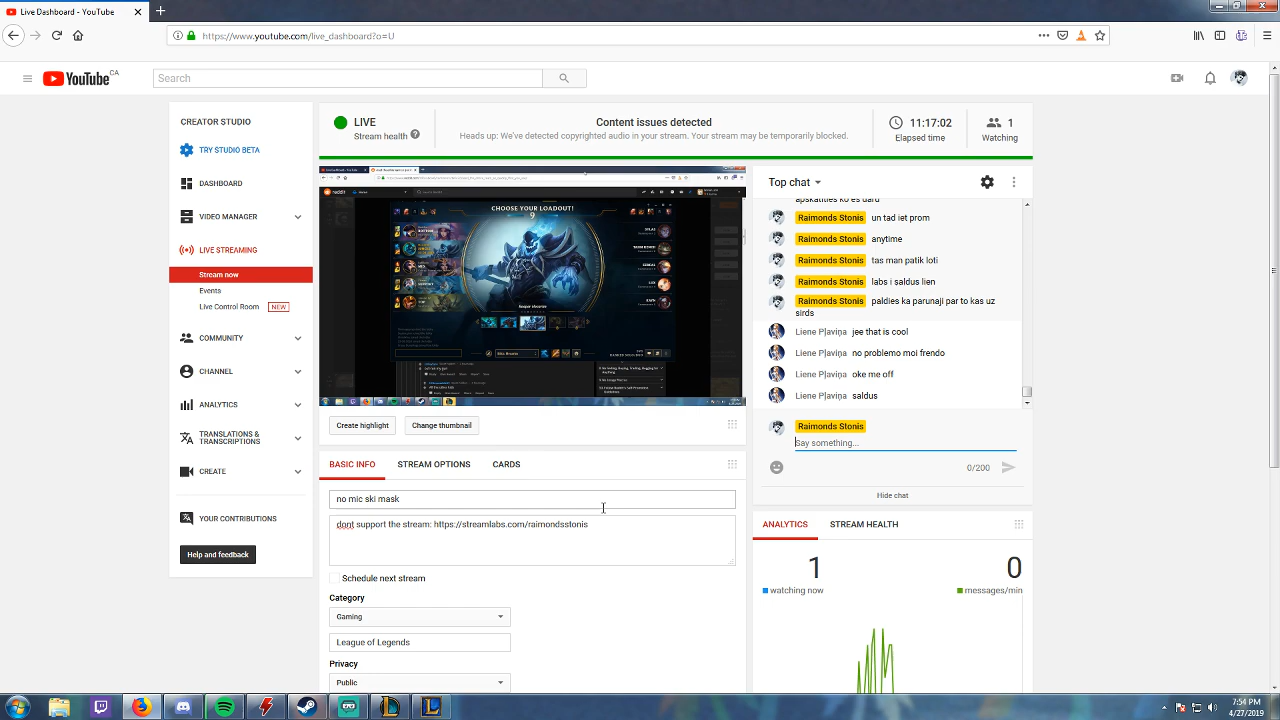 Live Dashboard - YouTube
https://www.youtube.com/live_dashboard?o=U
YouTube CA
Search
CREATOR STUDIO
TRY STUDIO BETA
DASHBOARD
VIDEO MANAGER
LIVE STREAMING
Stream now
Events
Live Control Room NEW
COMMUNITY
CHANNEL
ANALYTICS
TRANSLATIONS &
TRANSCRIPTIONS
CREATE
YOUR CONTRIBUTIONS
Help and feedback
LIVE
Stream health
Content issues detected
Heads up: We've detected copyrighted audio in your stream. Your stream may be temporarily blocked.
11:17:02
Elapsed time
1
Watching
reddit
CHOOSE YOUR LOADOUT!
9
Create highlight
Change thumbnail
BASIC INFO
STREAM OPTIONS
CARDS
no mic ski mask
dont support the stream: https://streamlabs.com/raimondsstonis
Schedule next stream
Category
Gaming
League of Legends
Privacy
Public
Top chat
apskatities ko es daru
Raimonds Stonis un tad iet prom
Raimonds Stonis anytime
Raimonds Stonis tas man patik loti
Raimonds Stonis labs i saldus lien
Raimonds Stonis paldies ka parunaji par to kas uz
sirds
Liene Pļaviņa jee that is cool
Liene Pļaviņa no problemo moi frendo
Liene Pļaviņa oke me off
Liene Pļaviņa saldus
Raimonds Stonis
Say something...
0/200
Hide chat
ANALYTICS
STREAM HEALTH
1
watching now
0
messages/min
7:54 PM
4/27/2019